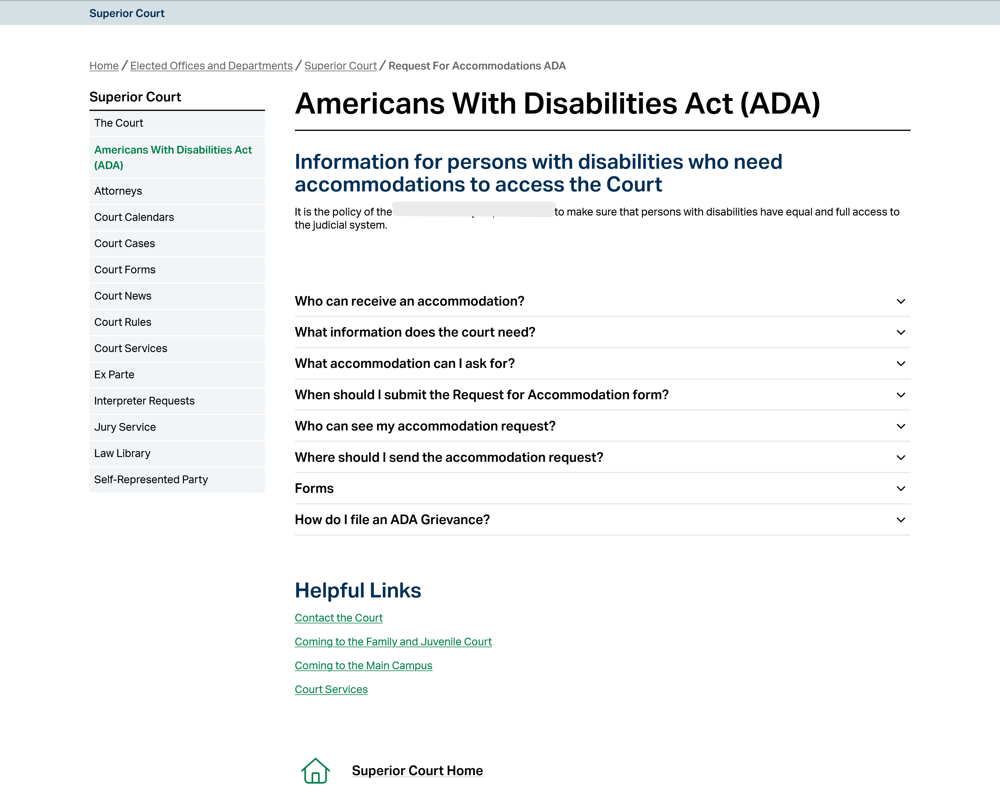 Superior Court
Home / Elected Offices and Departments / Superior Court / Request For Accommodations ADA
Superior Court
The Court
Americans With Disabilities Act
(ADA)
Attorneys
Court Calendars
Court Cases
Court Forms
Court News
Court Rules
Court Services
Ex Parte
Interpreter Requests
Jury Service
Law Library
Self-Represented Party
Americans With Disabilities Act (ADA)
Information for persons with disabilities who need
accommodations to access the Court
It is the policy of the to make sure that persons with disabilities have equal and full access to
the judicial system.
Who can receive an accommodation?
What information does the court need?
What accommodation can I ask for?
When should I submit the Request for Accommodation form?
Who can see my accommodation request?
Where should I send the accommodation request?
Forms
How do I file an ADA Grievance?
Helpful Links
Contact the Court
Coming to the Family and Juvenile Court
Coming to the Main Campus
Court Services
Superior Court Home